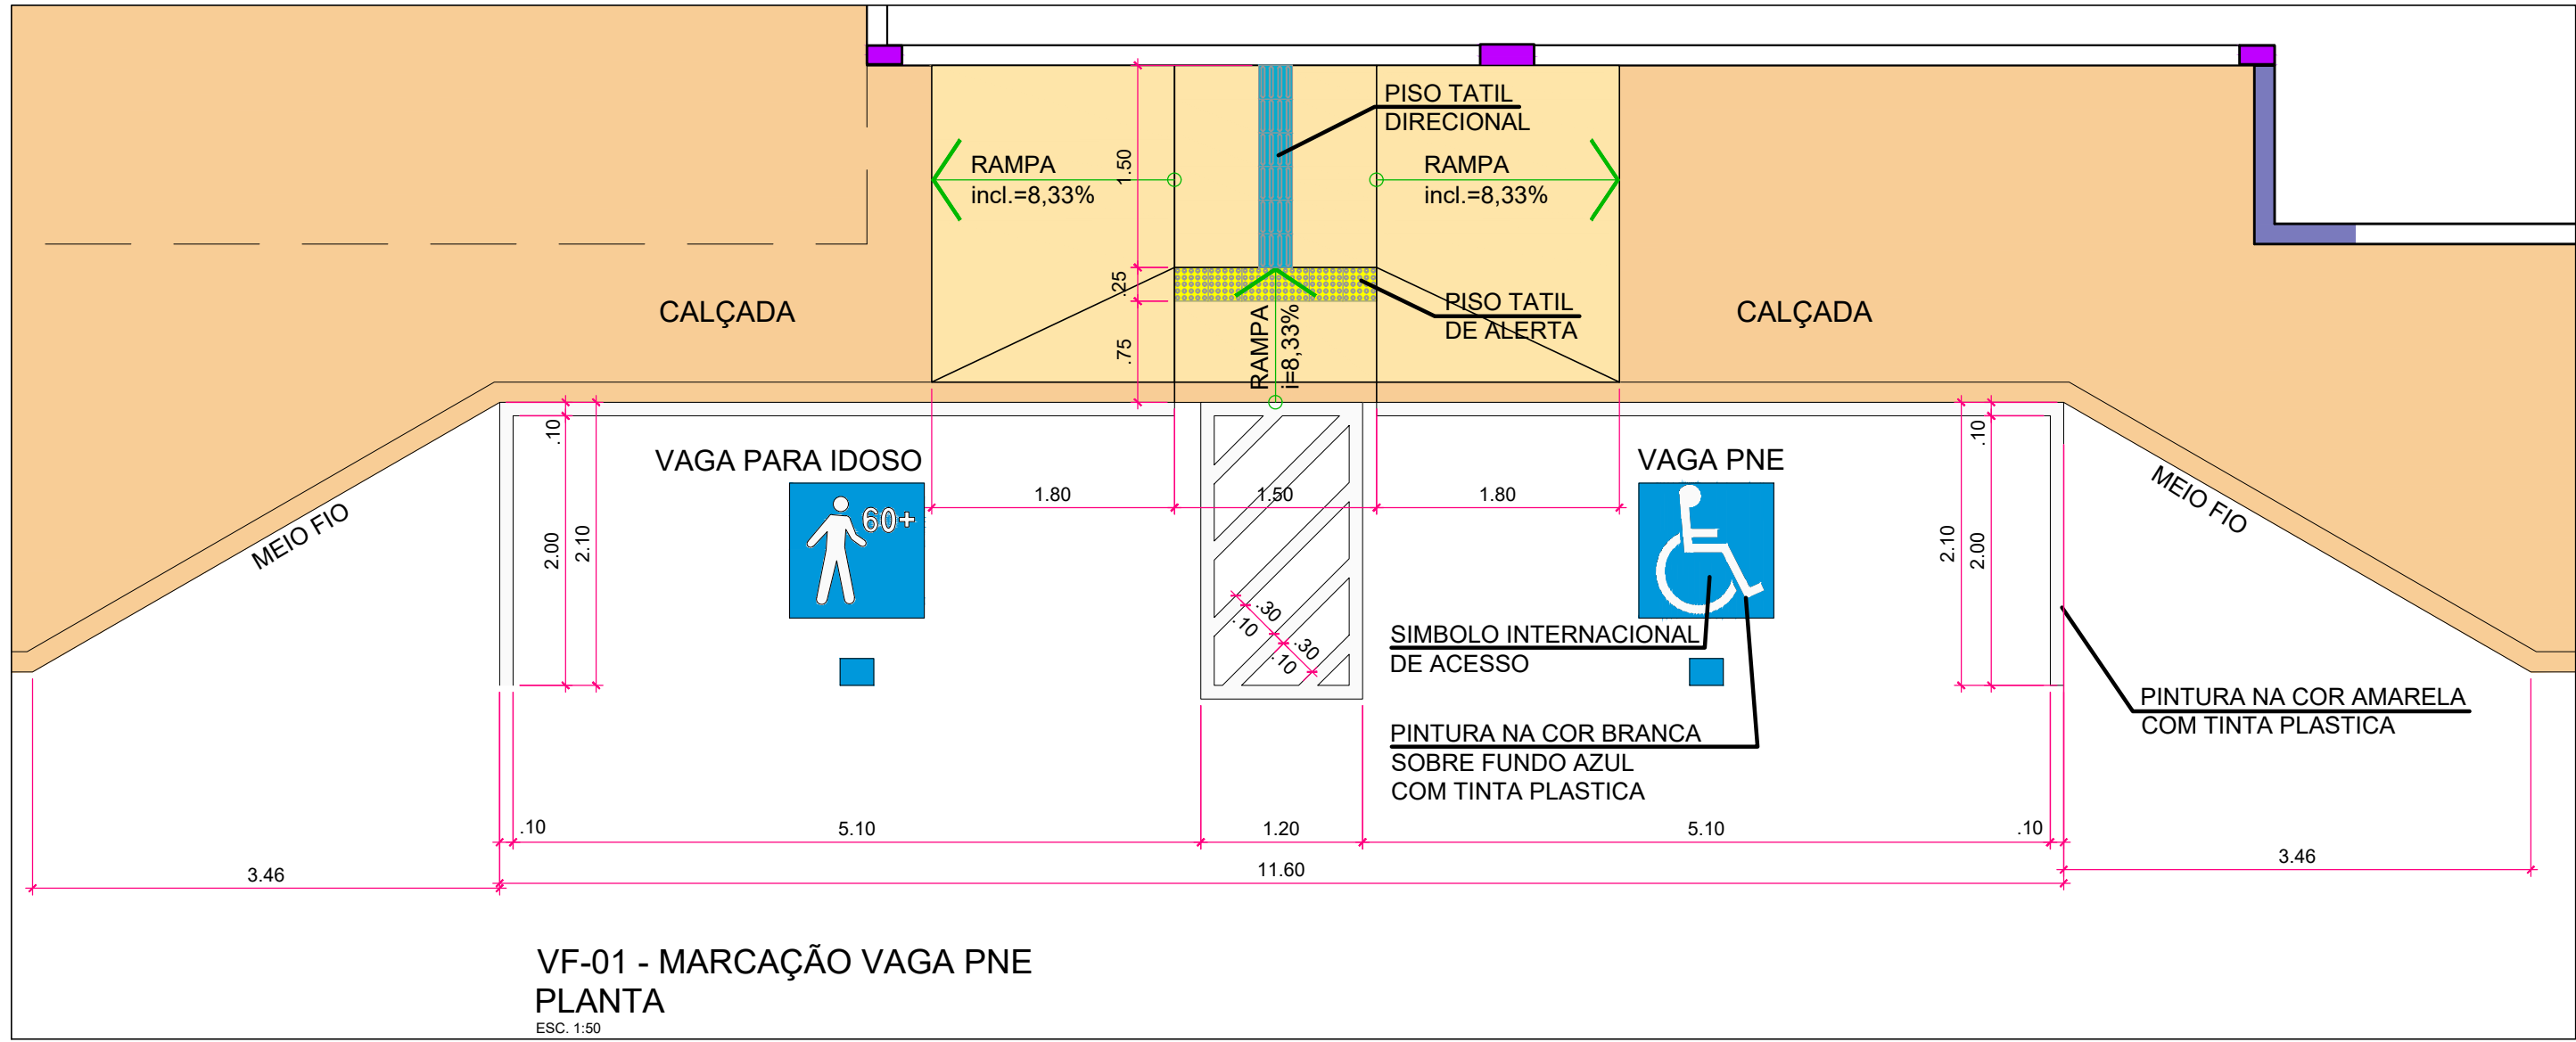 PISO TATIL
DIRECIONAL
RAMPA
incl.=8,33%
1.50
RAMPA
incl.=8,33%
.25
PISO TATIL
DE ALERTA
CALÇADA
RAMPA
i=8,33%
CALÇADA
.75
.10
.10
VAGA PARA IDOSO
VAGA PNE
1.80
1.50
1.80
60+
MEIO FIO
MEIO FIO
2.00
2.10
2.10
2.00
.30
.10
.30
.10
SIMBOLO INTERNACIONAL
DE ACESSO
PINTURA NA COR AMARELA
COM TINTA PLASTICA
PINTURA NA COR BRANCA
SOBRE FUNDO AZUL
COM TINTA PLASTICA
.10
5.10
1.20
5.10
.10
3.46
11.60
3.46
VF-01 - MARCAÇÃO VAGA PNE
PLANTA
ESC. 1:50